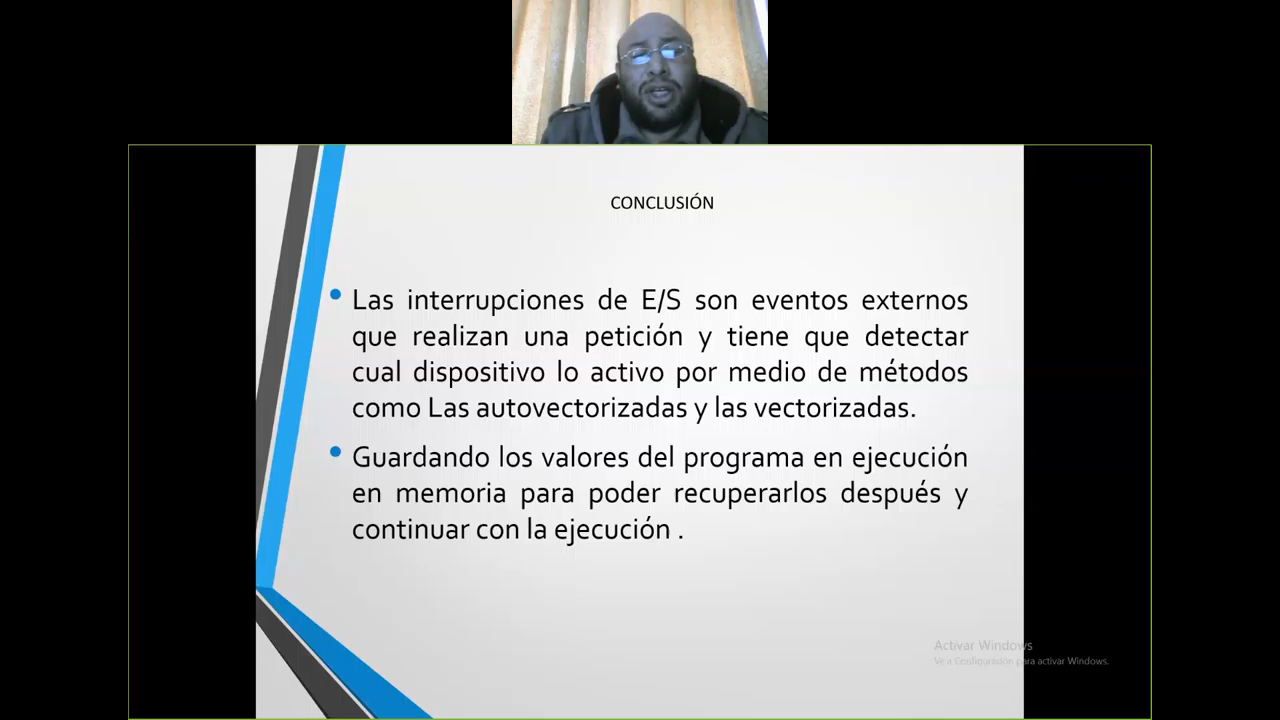 CONCLUSIÓN
Las interrupciones de E/S son eventos externos
que realizan una petición y tiene que detectar
cual dispositivo lo activo por medio de métodos
como Las autovectorizadas y las vectorizadas.
Guardando los valores del programa en ejecución
en memoria para poder recuperarlos después y
continuar con la ejecución .
Activar Windows
Ve a Configuración para activar Windows.